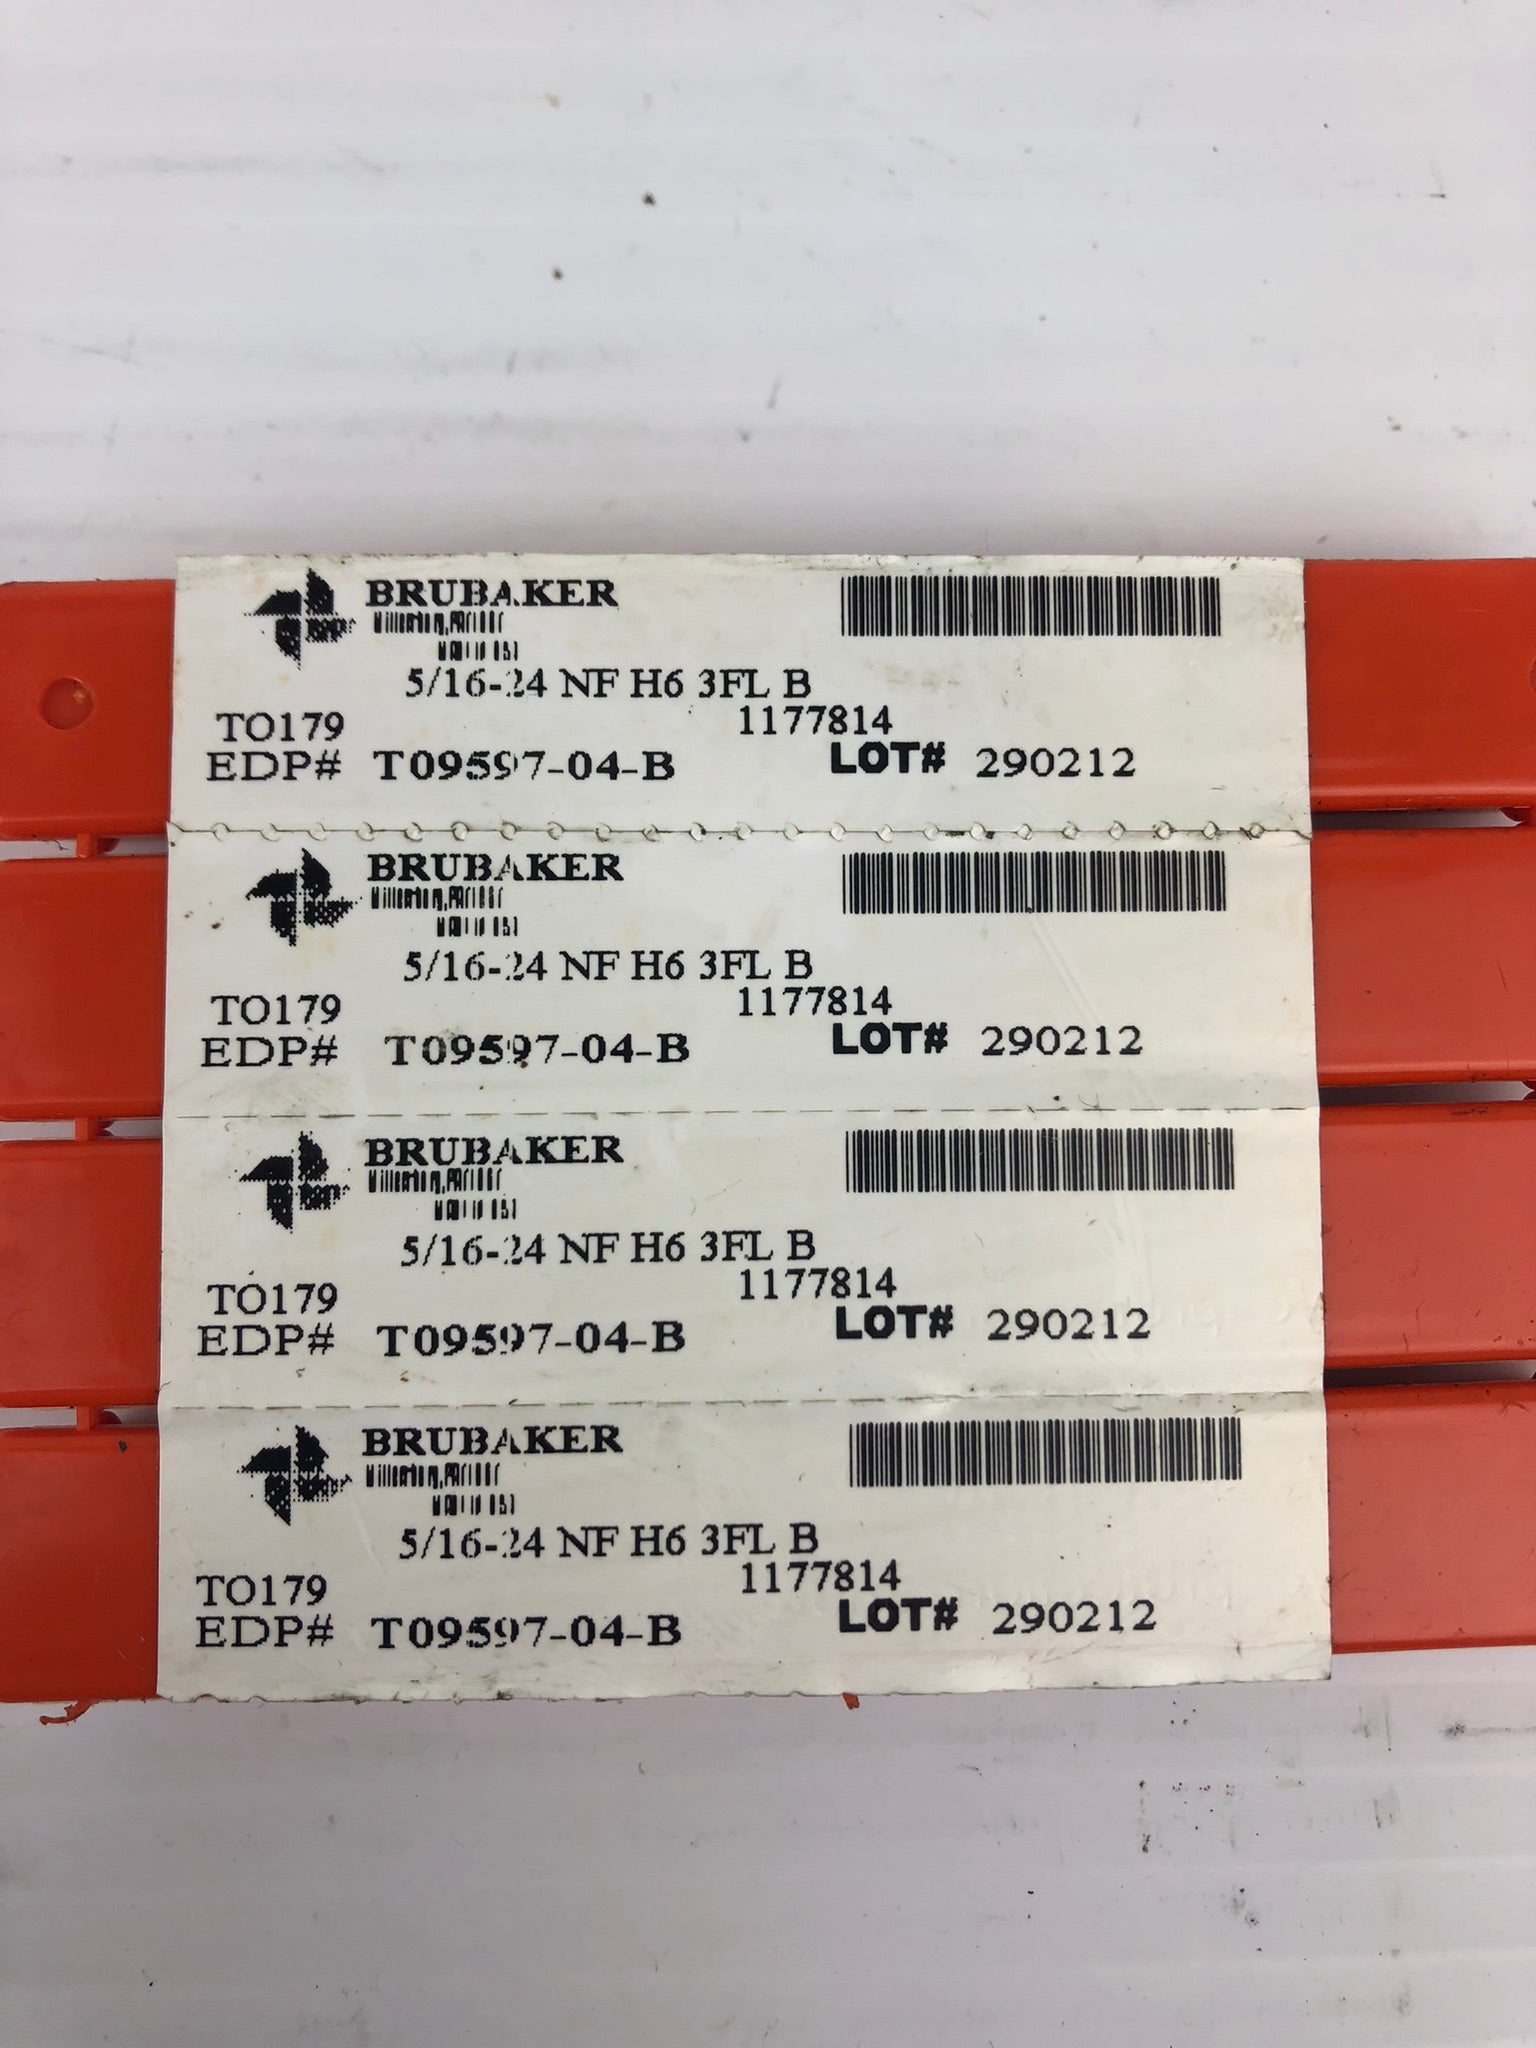 BRUBAKER
5/16-24 NF H6 3FL B
TO179
1177814
EDP# T09597-04-B
LOT# 290212
BRUBAKER
5/16-24 NF H6 3FL B
TO179
1177814
EDP# T09597-04-B
LOT# 290212
BRUBAKER
5/16-24 NF H6 3FL B
TO179
1177814
EDP# T09597-04-B
LOT# 290212
BRUBAKER
5/16-24 NF H6 3FL B
TO179
1177814
EDP# T09597-04-B
LOT# 290212